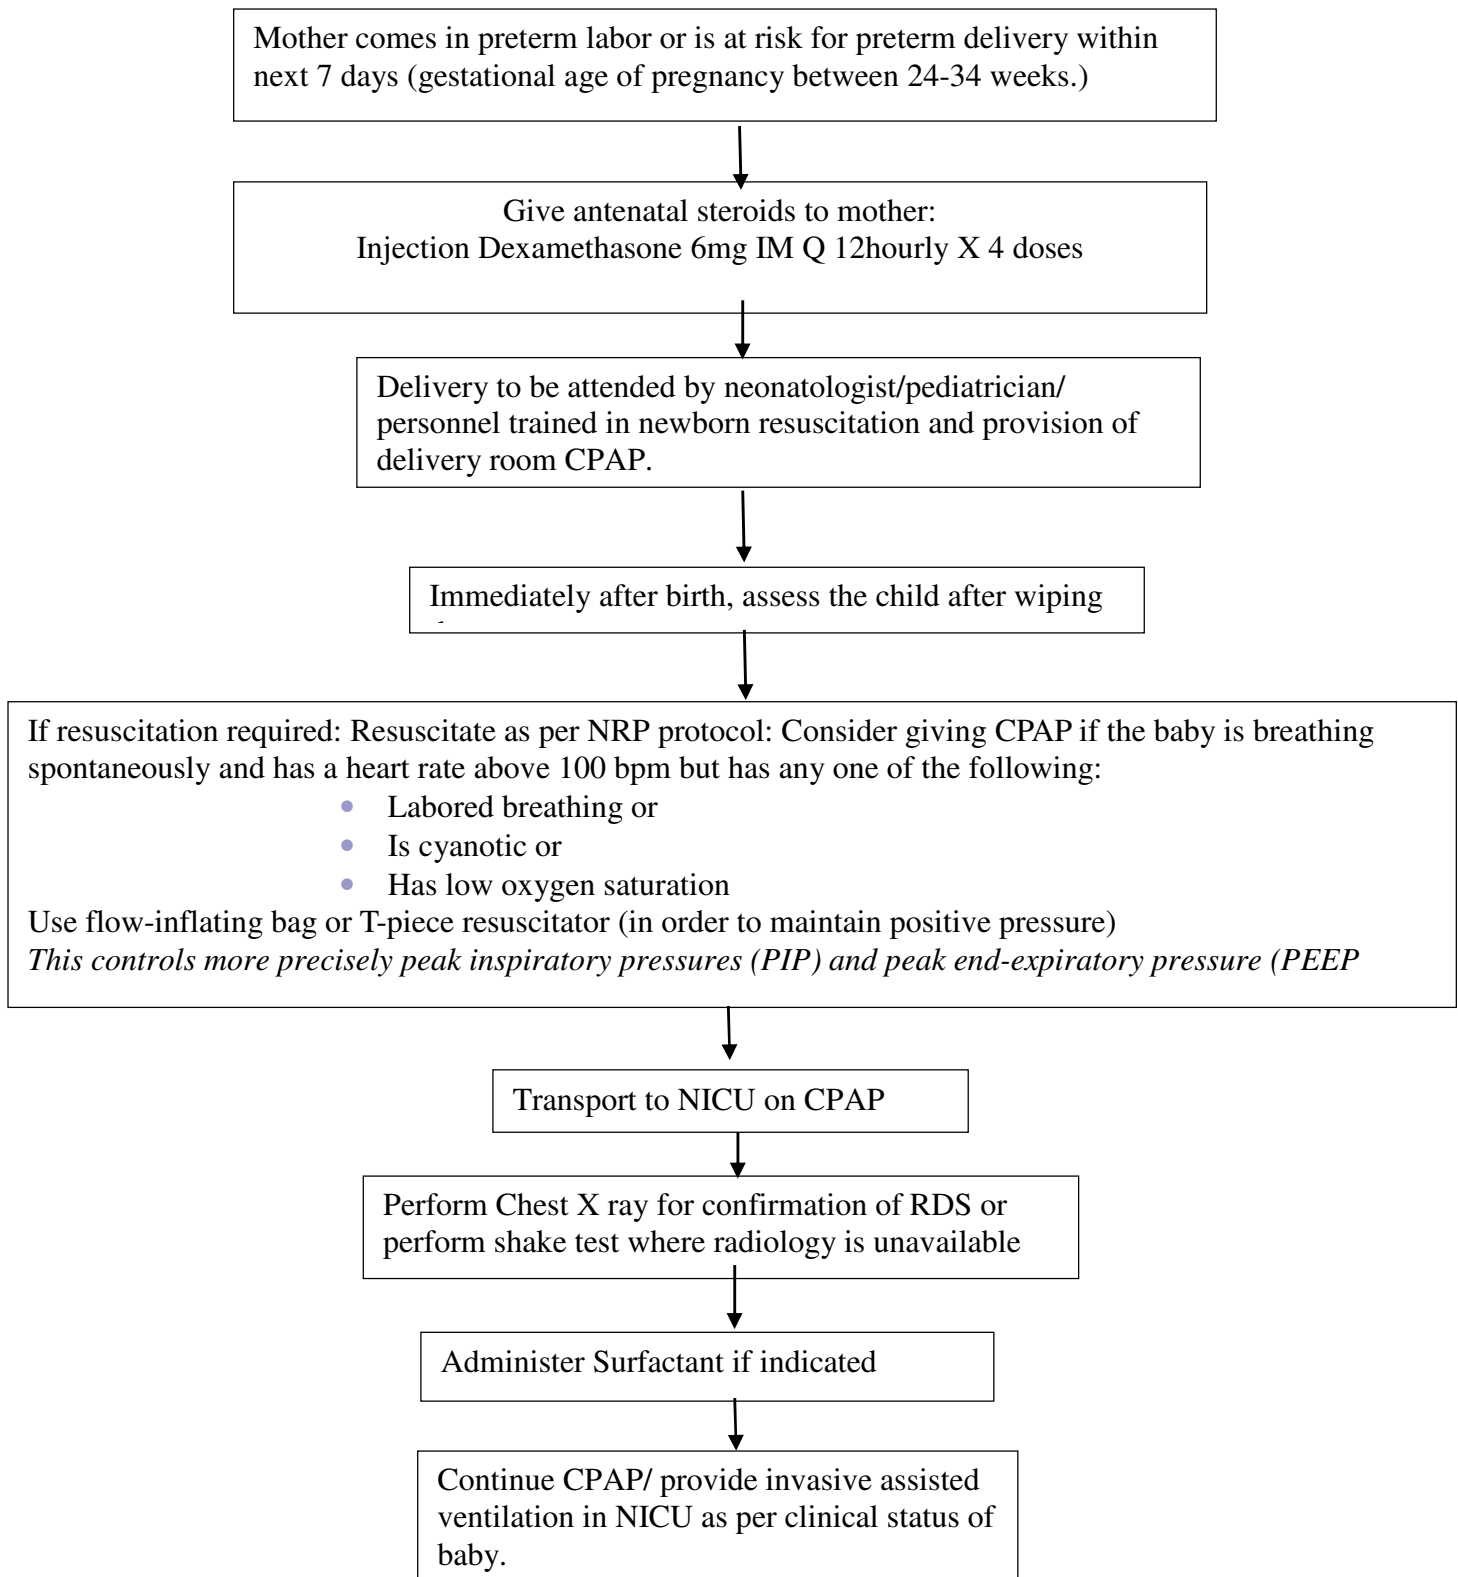 Mother comes in preterm labor or is at risk for preterm delivery within
next 7 days (gestational age of pregnancy between 24-34 weeks.)
Give antenatal steroids to mother:
Injection Dexamethasone 6mg IM Q 12hourly X 4 doses
Delivery to be attended by neonatologist/pediatrician/
personnel trained in newborn resuscitation and provision of
delivery room CPAP.
Immediately after birth, assess the child after wiping
If resuscitation required: Resuscitate as per NRP protocol: Consider giving CPAP if the baby is breathing
spontaneously and has a heart rate above 100 bpm but has any one of the following:
• Labored breathing or
• Is cyanotic or
• Has low oxygen saturation
Use flow-inflating bag or T-piece resuscitator (in order to maintain positive pressure)
This controls more precisely peak inspiratory pressures (PIP) and peak end-expiratory pressure (PEEP
Transport to NICU on CPAP
Perform Chest X ray for confirmation of RDS or
perform shake test where radiology is unavailable
Administer Surfactant if indicated
Continue CPAP/ provide invasive assisted
ventilation in NICU as per clinical status of
baby.